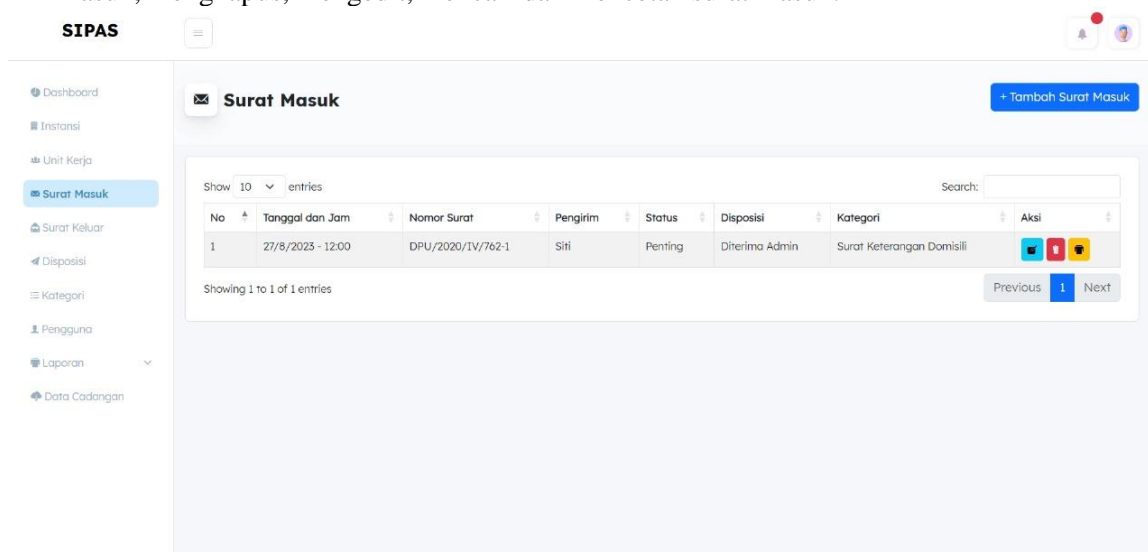 SIPAS
Dashboard
Instansi
Unit Kerja
Surat Masuk
Surat Keluar
Disposisi
Kategori
Pengguna
Laporan
Data Cadangan
Surat Masuk
+ Tambah Surat Masuk
Show 10 entries
Search:
No Tanggal dan Jam Nomor Surat Pengirim Status Disposisi Kategori Aksi
1 27/8/2023 - 12:00 DPU/2020/IV/762-1 Siti Penting Diterima Admin Surat Keterangan Domisili
Showing 1 to 1 of 1 entries
Previous 1 Next